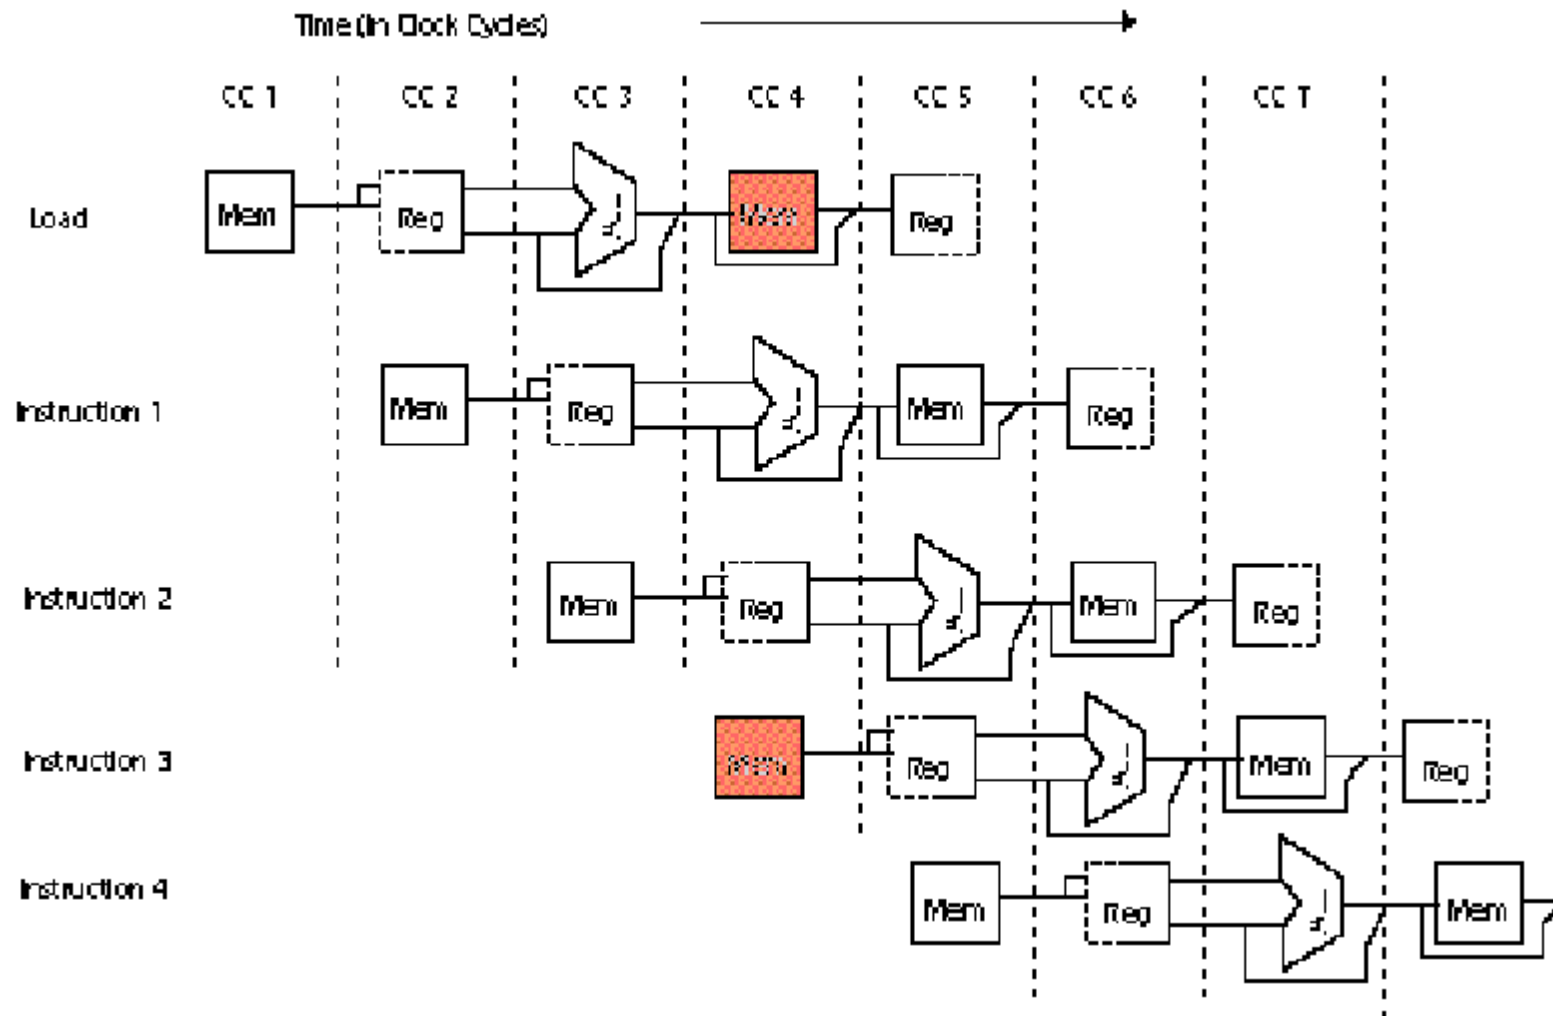 Time (in Clock Cycles)
CC 1 CC 2 CC 3 CC 4 CC 5 CC 6 CC 7
Load Mem Reg Mem Reg
Instruction 1 Mem Reg Mem Reg
Instruction 2 Mem Reg Mem Reg
Instruction 3 Mem Reg Mem Reg
Instruction 4 Mem Reg Mem